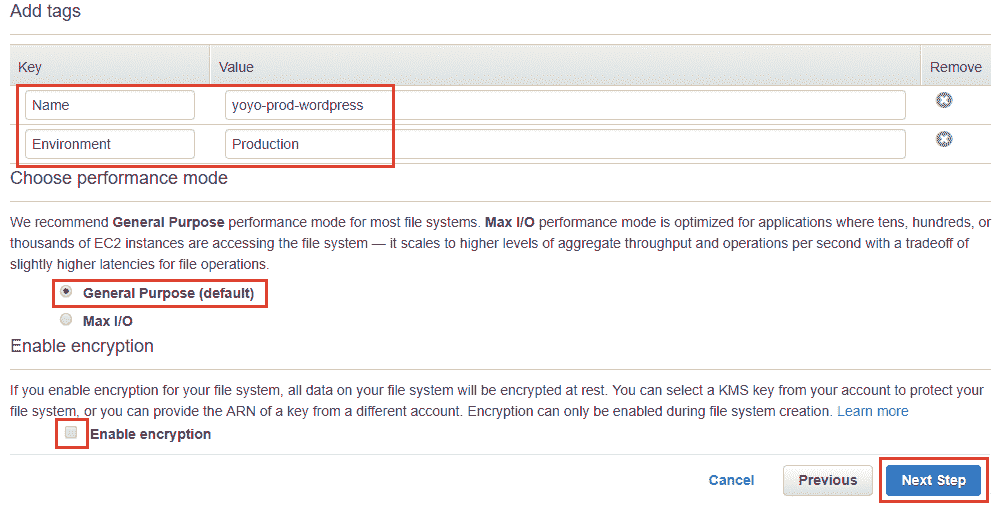 Add tags
Key Value Remove
Name yoyo-prod-wordpress
Environment Production
Choose performance mode
We recommend General Purpose performance mode for most file systems. Max I/O performance mode is optimized for applications where tens, hundreds, or
thousands of EC2 instances are accessing the file system — it scales to higher levels of aggregate throughput and operations per second with a tradeoff of
slightly higher latencies for file operations.
General Purpose (default)
Max I/O
Enable encryption
If you enable encryption for your file system, all data on your file system will be encrypted at rest. You can select a KMS key from your account to protect your
file system, or you can provide the ARN of a key from a different account. Encryption can only be enabled during file system creation. Learn more
Enable encryption
Cancel Previous Next Step